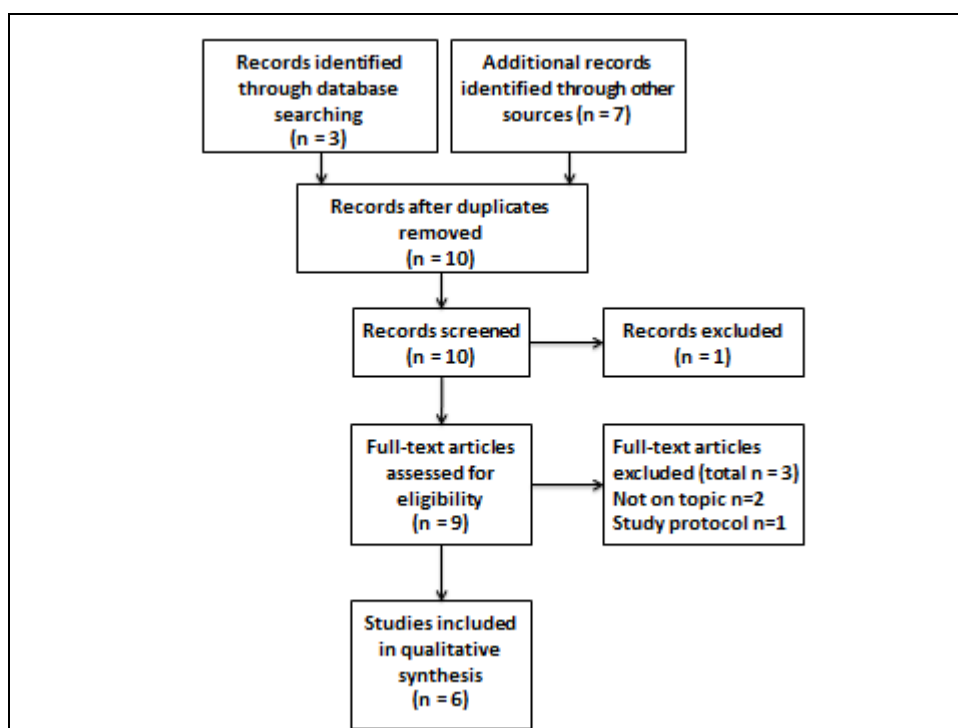 Records identified
through database
searching
(n = 3)
Additional records
identified through other
sources (n = 7)
Records after duplicates
removed
(n = 10)
Records screened
(n = 10)
Records excluded
(n = 1)
Full-text articles
assessed for
eligibility
(n = 9)
Full-text articles
excluded (total n = 3)
Not on topic n=2
Study protocol n=1
Studies included
in qualitative
synthesis
(n = 6)